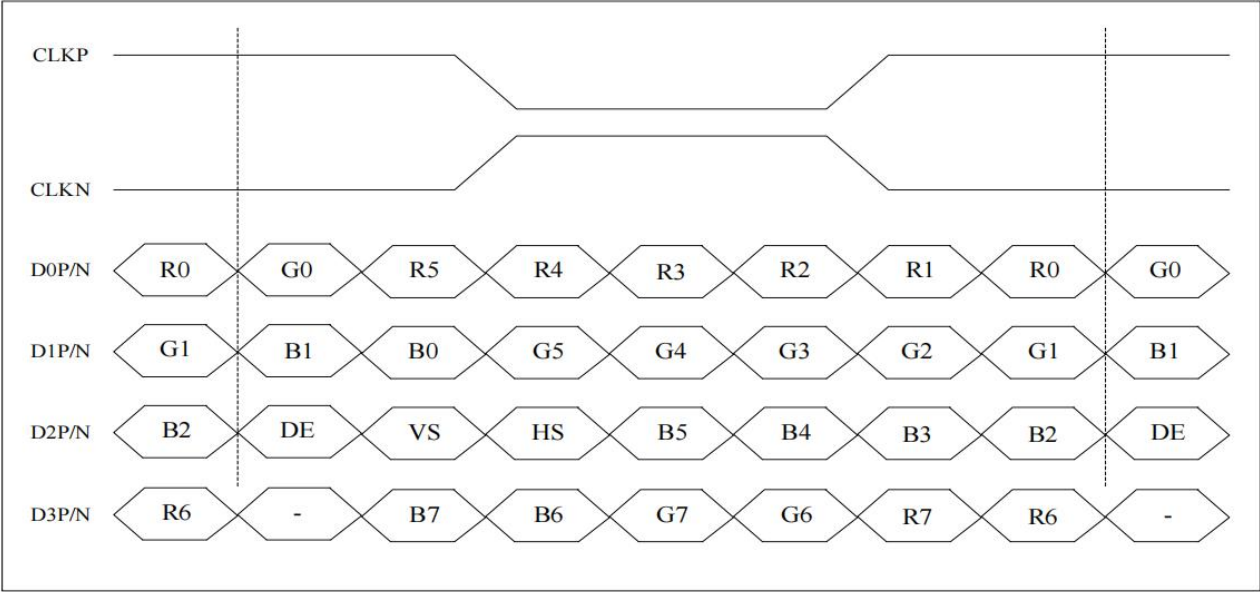 CLKP
CLKN
D0P/N R0 G0 R5 R4 R3 R2 R1 R0 G0
D1P/N G1 B1 B0 G5 G4 G3 G2 G1 B1
D2P/N B2 DE VS HS B5 B4 B3 B2 DE
D3P/N R6 - B7 B6 G7 G6 R7 R6 -